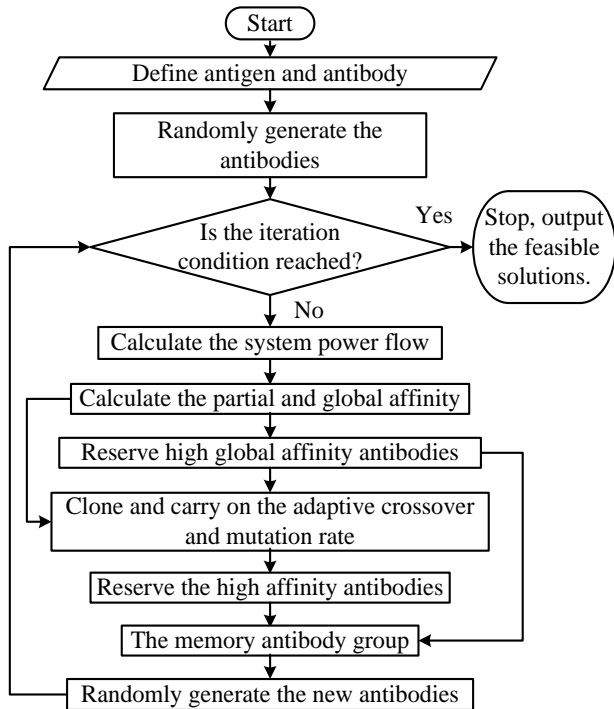 Start
Define antigen and antibody
Randomly generate the
antibodies
Is the iteration
condition reached?
Yes
Stop, output
the feasible
solutions.
No
Calculate the system power flow
Calculate the partial and global affinity
Reserve high global affinity antibodies
Clone and carry on the adaptive crossover
and mutation rate
Reserve the high affinity antibodies
The memory antibody group
Randomly generate the new antibodies